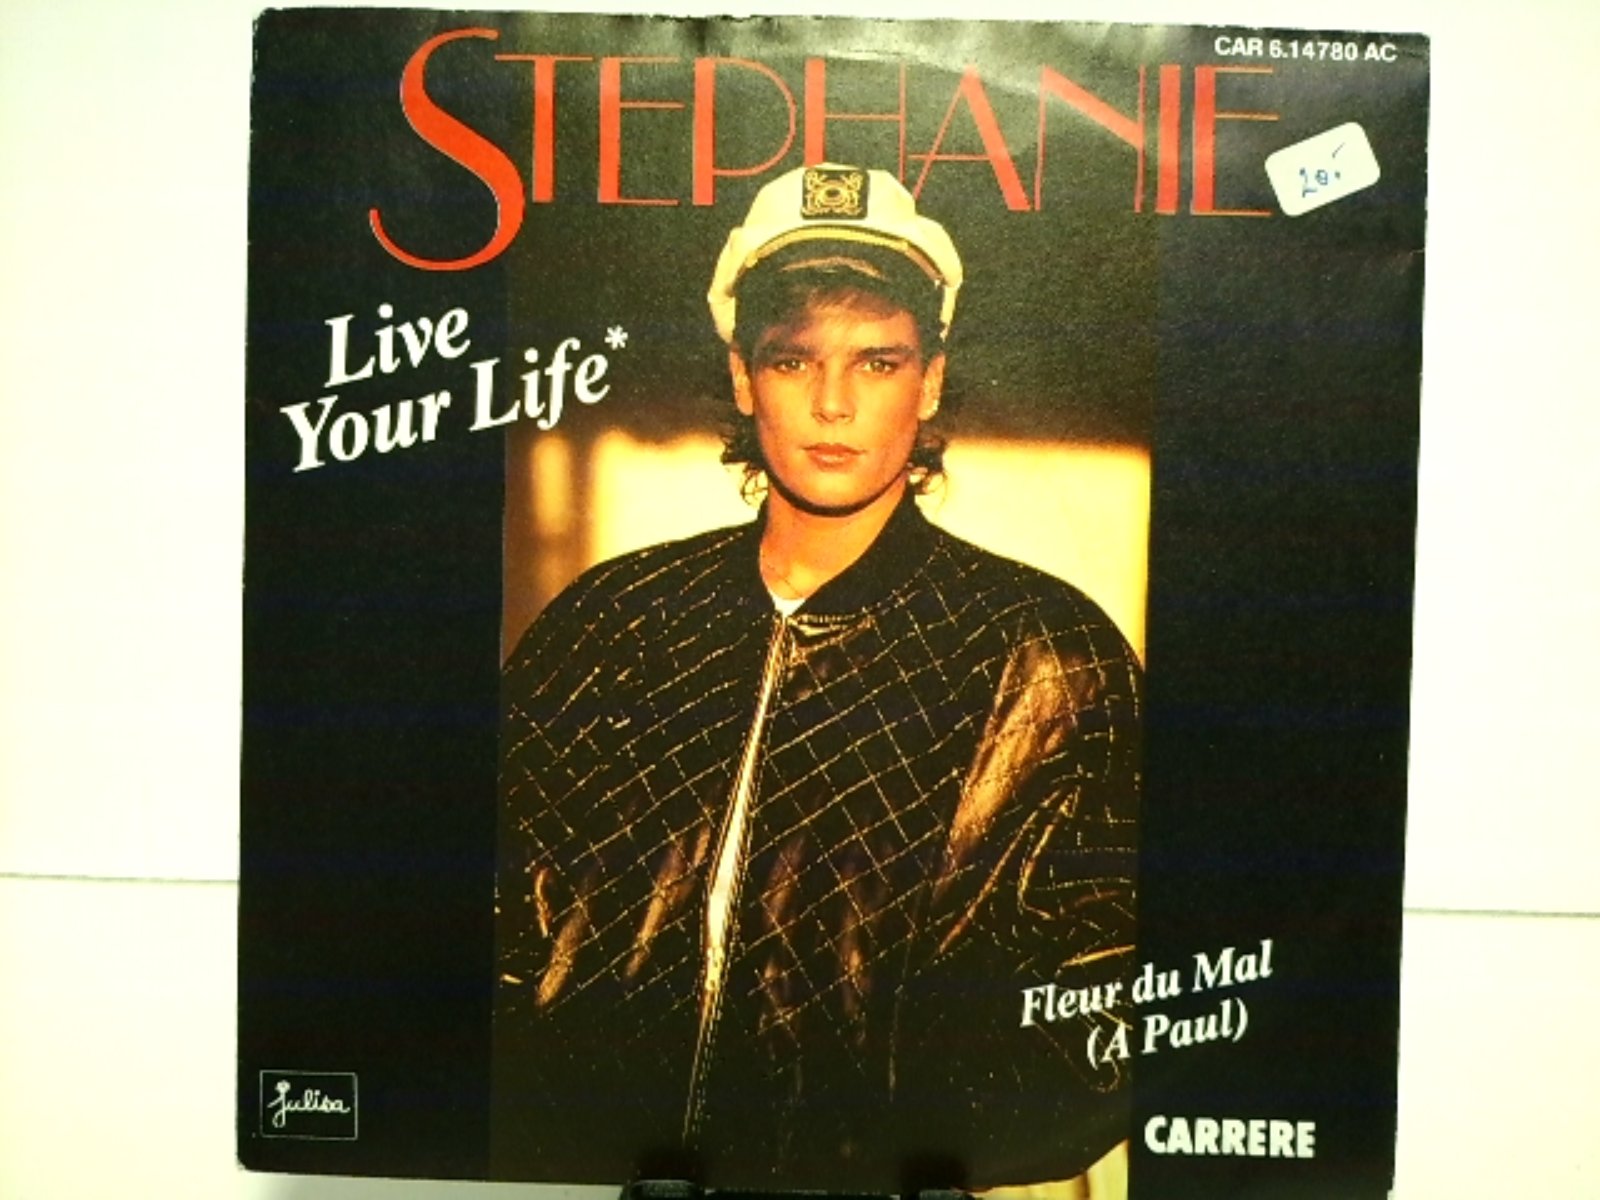 CAR 6.14780 AC
STEPHANIE
20.-
Live
Your Life*
Fleur du Mal
(A Paul)
julisa
CARRERE